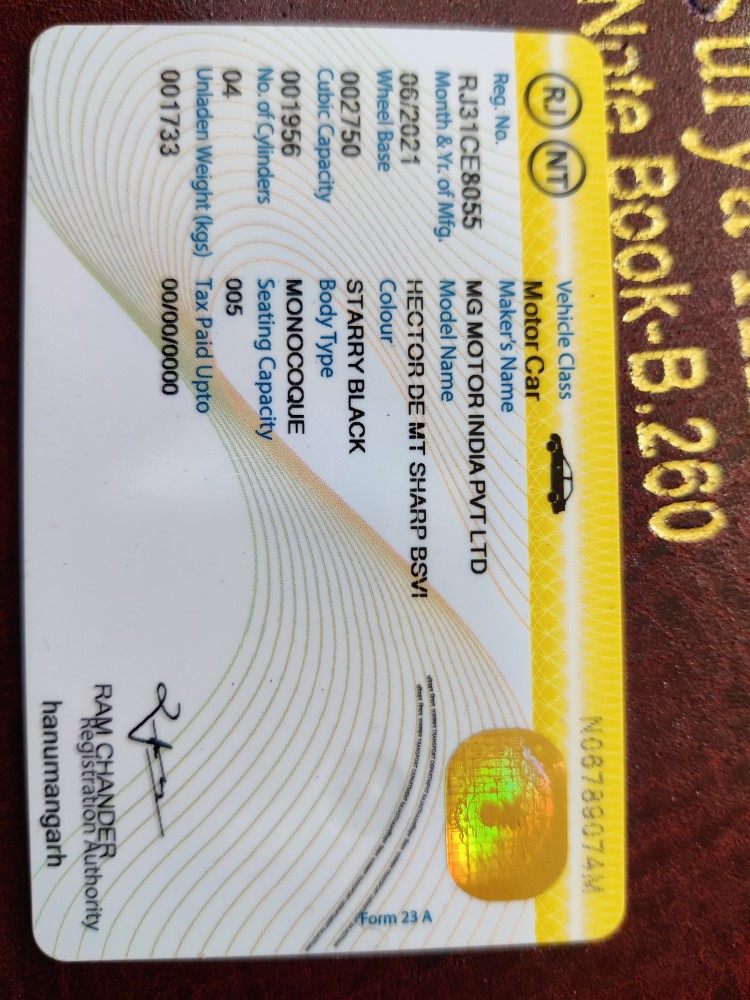 Surya
Note Book-B.260
N08789074M
RJ NT
Vehicle Class
Motor Car
Reg. No.
Maker's Name
RJ31CE8055
MG MOTOR INDIA PVT LTD
Month & Yr. of Mfg.
Model Name
06/2021
HECTOR DE MT SHARP BSVI
Wheel Base
Colour
002750
STARRY BLACK
Cubic Capacity
Body Type
001956
MONOCOQUE
No. of Cylinders
Seating Capacity
04
005
Unladen Weight (kgs)
Tax Paid Upto
001733
00/00/0000
Form 23 A
RAM CHANDER
Registration Authority
hanumangarh